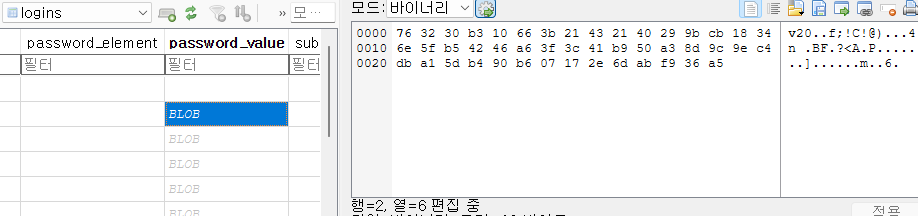 logins
모드: 바이너리
password_element password_value sub
필터 필터 필터
BLOB
BLOB
BLOB
BLOB
BLOB
0000 76 32 30 b3 10 66 3b 21 43 21 40 29 9b cb 18 34 v20..f;!C!@)...4
0010 6e 5f b5 42 46 a6 3f 3c 41 b9 50 a3 8d 9c 9e c4
0020 db a1 5d b4 90 b6 07 17 2e 6d ab f9 36 a5 ..]......m..6.
행=2, 열=6 편집 중
적용